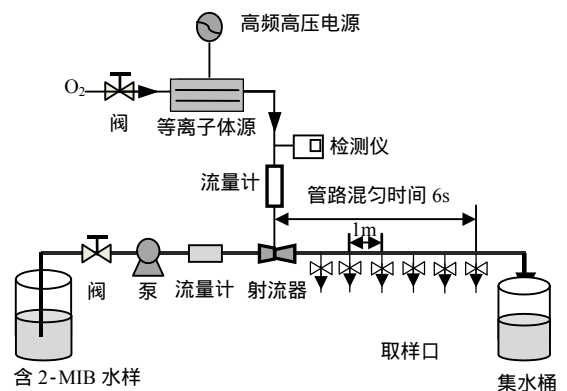 高频高压电源
O₂
阀
等离子体源
检测仪
流量计
管路混匀时间 6s
1m
阀
泵
流量计
射流器
取样口
含 2-MIB 水样
集水桶